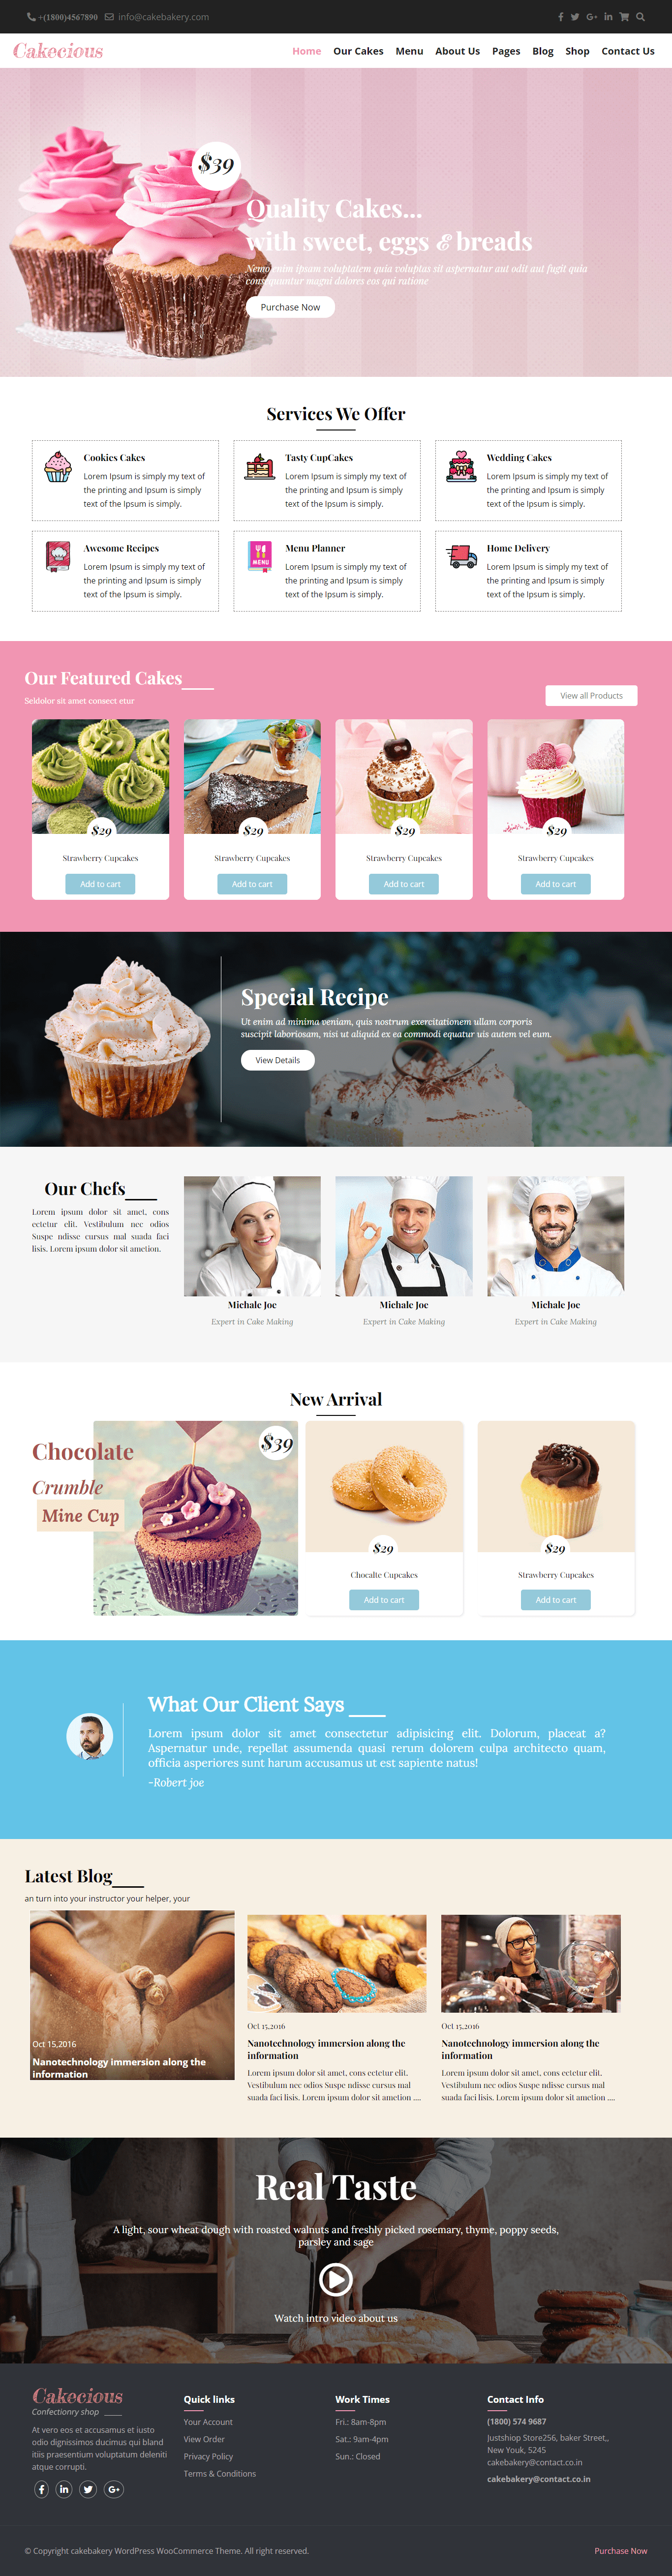 +(1800)4567890 info@cakebakery.com
Cakecious
Home Our Cakes Menu About Us Pages Blog Shop Contact Us
$39
Quality Cakes...
with sweet, eggs & breads
Nemo enim ipsam voluptatem quia voluptas sit aspernatur aut odit aut fugit quia
consequuntur magni dolores eos qui ratione
Purchase Now
Services We Offer
Cookies Cakes
Lorem Ipsum is simply my text of
the printing and Ipsum is simply
text of the Ipsum is simply.
Tasty CupCakes
Lorem Ipsum is simply my text of
the printing and Ipsum is simply
text of the Ipsum is simply.
Wedding Cakes
Lorem Ipsum is simply my text of
the printing and Ipsum is simply
text of the Ipsum is simply.
Awesome Recipes
Lorem Ipsum is simply my text of
the printing and Ipsum is simply
text of the Ipsum is simply.
MENU
Menu Planner
Lorem Ipsum is simply my text of
the printing and Ipsum is simply
text of the Ipsum is simply.
Home Delivery
Lorem Ipsum is simply my text of
the printing and Ipsum is simply
text of the Ipsum is simply.
Our Featured Cakes
Seldolor sit amet consect etur
View all Products
$29
Strawberry Cupcakes
Add to cart
$29
Strawberry Cupcakes
Add to cart
$29
Strawberry Cupcakes
Add to cart
$29
Strawberry Cupcakes
Add to cart
Special Recipe
Ut enim ad minima veniam, quis nostrum exercitationem ullam corporis
suscipit laboriosam, nisi ut aliquid ex ea commodi equatur uis autem vel eum.
View Details
Our Chefs
Lorem ipsum dolor sit amet, cons
ectetur elit. Vestibulum nec odios
Suspe ndisse cursus mal suada faci
lisis. Lorem ipsum dolor sit ametion.
Michale Joe
Expert in Cake Making
Michale Joe
Expert in Cake Making
Michale Joe
Expert in Cake Making
New Arrival
Chocolate
Crumble
Mine Cup
$39
$29
Chocalte Cupcakes
Add to cart
$29
Strawberry Cupcakes
Add to cart
What Our Client Says
Lorem ipsum dolor sit amet consectetur adipisicing elit. Dolorum, placeat a?
Aspernatur unde, repellat assumenda quasi rerum dolorem culpa architecto quam,
officia asperiores sunt harum accusamus ut est sapiente natus!
-Robert joe
Latest Blog
an turn into your instructor your helper, your
Oct 15,2016
Nanotechnology immersion along the
information
Oct 15,2016
Nanotechnology immersion along the
information
Lorem ipsum dolor sit amet, cons ectetur elit.
Vestibulum nec odios Suspe ndisse cursus mal
suada faci lisis. Lorem ipsum dolor sit ametion ....
Oct 15,2016
Nanotechnology immersion along the
information
Lorem ipsum dolor sit amet, cons ectetur elit.
Vestibulum nec odios Suspe ndisse cursus mal
suada faci lisis. Lorem ipsum dolor sit ametion ....
Real Taste
A light, sour wheat dough with roasted walnuts and freshly picked rosemary, thyme, poppy seeds,
parsley and sage
Watch intro video about us
Cakecious
Confectionry shop
At vero eos et accusamus et iusto
odio dignissimos ducimus qui bland
itiis praesentium voluptatum deleniti
atque corrupti.
Quick links
Your Account
View Order
Privacy Policy
Terms & Conditions
Work Times
Fri.: 8am-8pm
Sat.: 9am-4pm
Sun.: Closed
Contact Info
(1800) 574 9687
Justshiop Store256, baker Street,,
New Youk, 5245
cakebakery@contact.co.in
cakebakery@contact.co.in
© Copyright cakebakery WordPress WooCommerce Theme. All right reserved.
Purchase Now